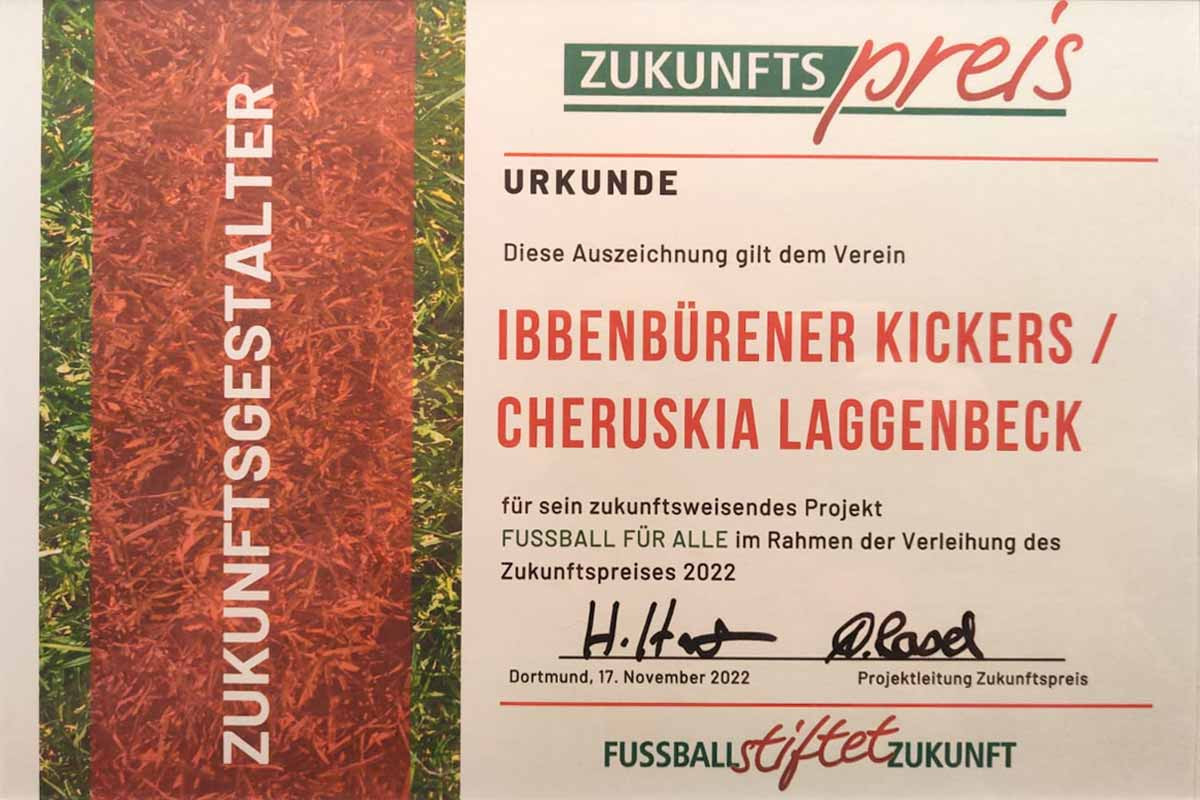 ZUKUNFTSGESTALTER
ZUKUNFTSpreis
URKUNDE
Diese Auszeichnung gilt dem Verein
IBBENBÜRENER KICKERS /
CHERUSKIA LAGGENBECK
für sein zukunftsweisendes Projekt
FUSSBALL FÜR ALLE im Rahmen der Verleihung des
Zukunftspreises 2022
Dortmund, 17. November 2022 Projektleitung Zukunftspreis
FUSSBALLstiftetZUKUNFT